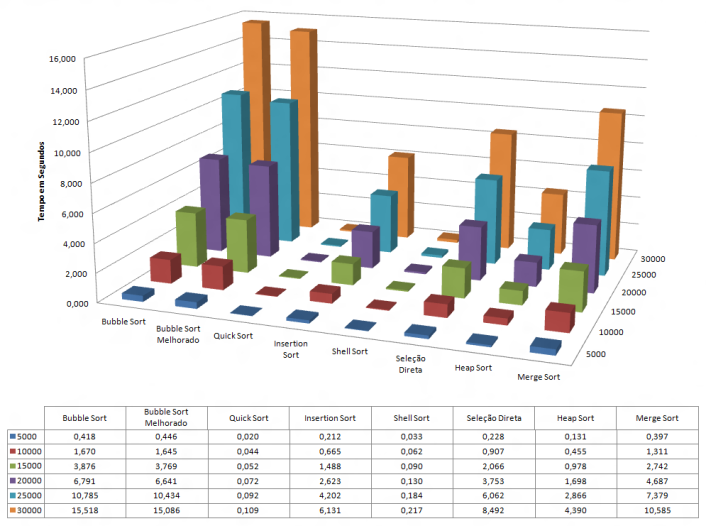 16,000
14,000
12,000
10,000
8,000
6,000
4,000
2,000
0,000
Tempo em Segundos
Bubble Sort
Bubble Sort
Melhorado
Quick Sort
Insertion
Sort
Shell Sort
Seleção
Direta
Heap Sort
Merge Sort
30000
25000
20000
15000
10000
5000
Bubble Sort Bubble Sort Melhorado Quick Sort Insertion Sort Shell Sort Seleção Direta Heap Sort Merge Sort
5000 0,418 0,446 0,020 0,212 0,033 0,228 0,131 0,397
10000 1,670 1,645 0,044 0,665 0,062 0,907 0,455 1,311
15000 3,876 3,769 0,052 1,488 0,090 2,066 0,978 2,742
20000 6,791 6,641 0,072 2,623 0,130 3,753 1,698 4,687
25000 10,785 10,434 0,092 4,202 0,184 6,062 2,866 7,379
30000 15,518 15,086 0,109 6,131 0,217 8,492 4,390 10,585